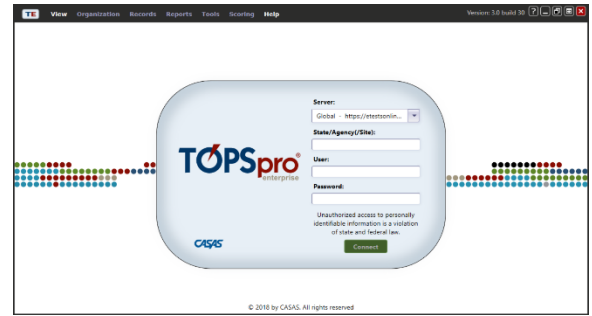 TE View Organization Records Reports Tools Scoring Help Version: 3.0 build 30 ?
Server:
Global - https://etestsonlin...
State/Agency(/Site):
TOPSpro®
enterprise
User:
Password:
Unauthorized access to personally
identifiable information is a violation
of state and federal law.
CASAS
Connect
© 2018 by CASAS. All rights reserved